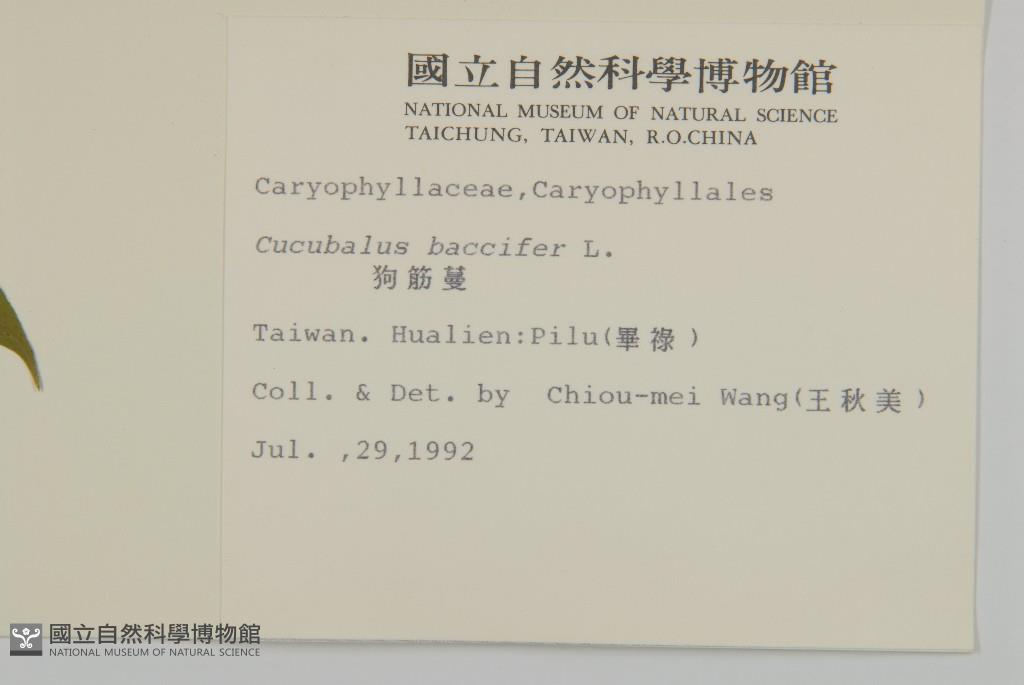 國立自然科學博物館
NATIONAL MUSEUM OF NATURAL SCIENCE
TAICHUNG, TAIWAN, R.O.CHINA
Caryophyllaceae,Caryophyllales
Cucubalus baccifer L.
狗筋蔓
Taiwan. Hualien:Pilu(畢祿)
Coll. & Det. by Chiou-mei Wang(王秋美)
Jul. ,29,1992
國立自然科學博物館
NATIONAL MUSEUM OF NATURAL SCIENCE